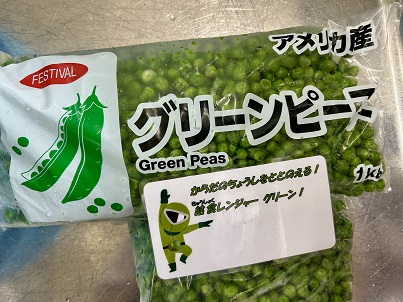 FESTIVAL
アメリカ産
グリーンピース
Green Peas
1kg
からだのちょうしをととのえる!
給食レンジャー グリーン!